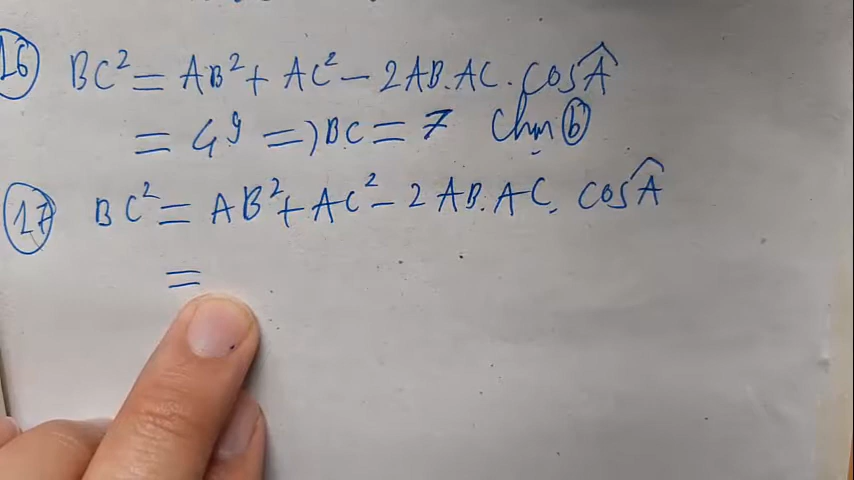 16 BC² = AB² + AC² - 2AB.AC.cosÂ
= 49 => BC = 7 Chọn b
17 BC² = AB² + AC² - 2AB.AC.cosÂ
=